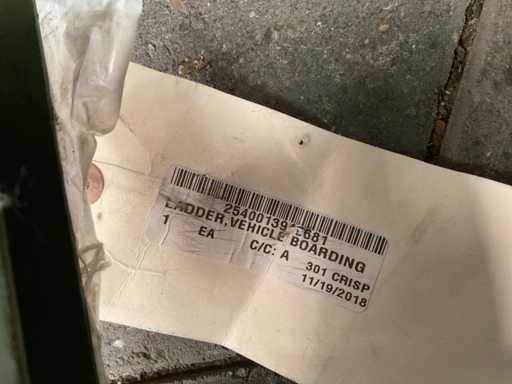 LADDER, VEHICLE BOARDING
1 EA C/C: A 301 CRISP
11/19/2018